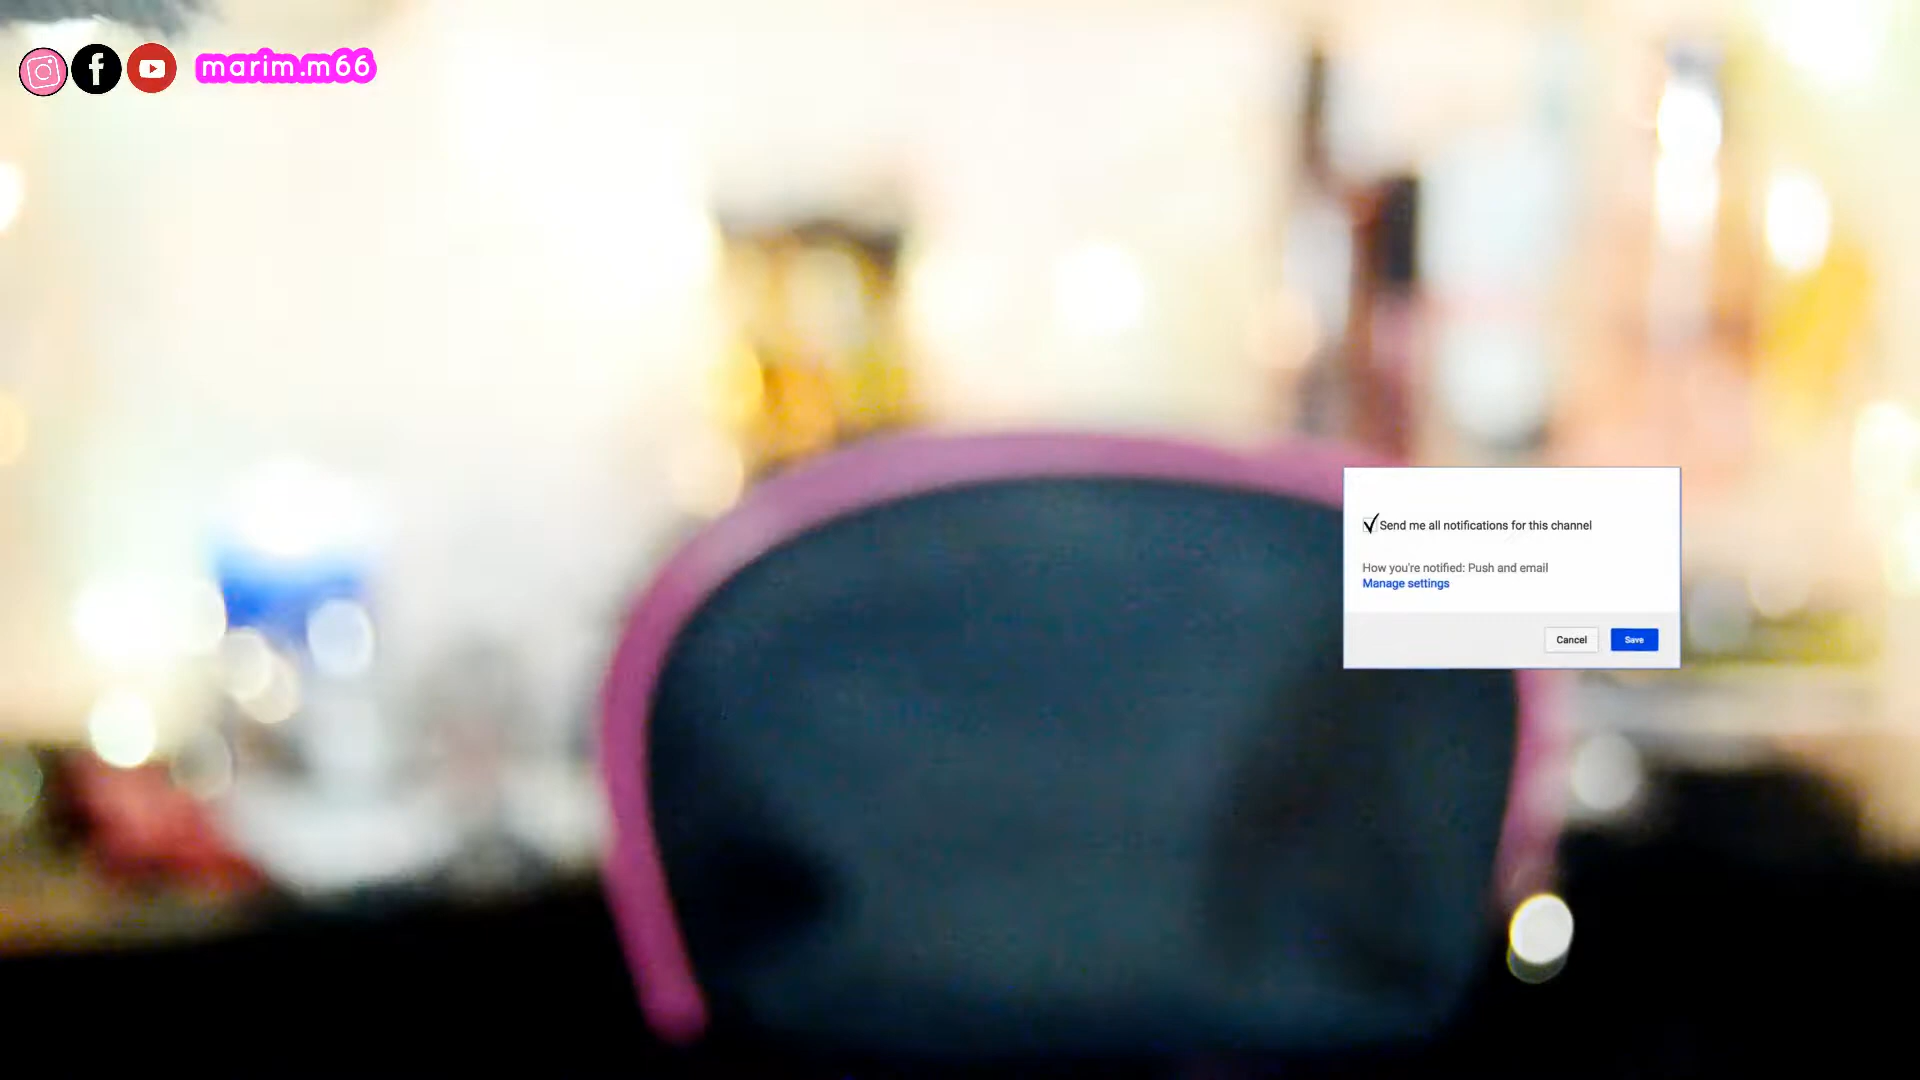 marim.m66
Send me all notifications for this channel
How you're notified: Push and email
Manage settings
Cancel
Save